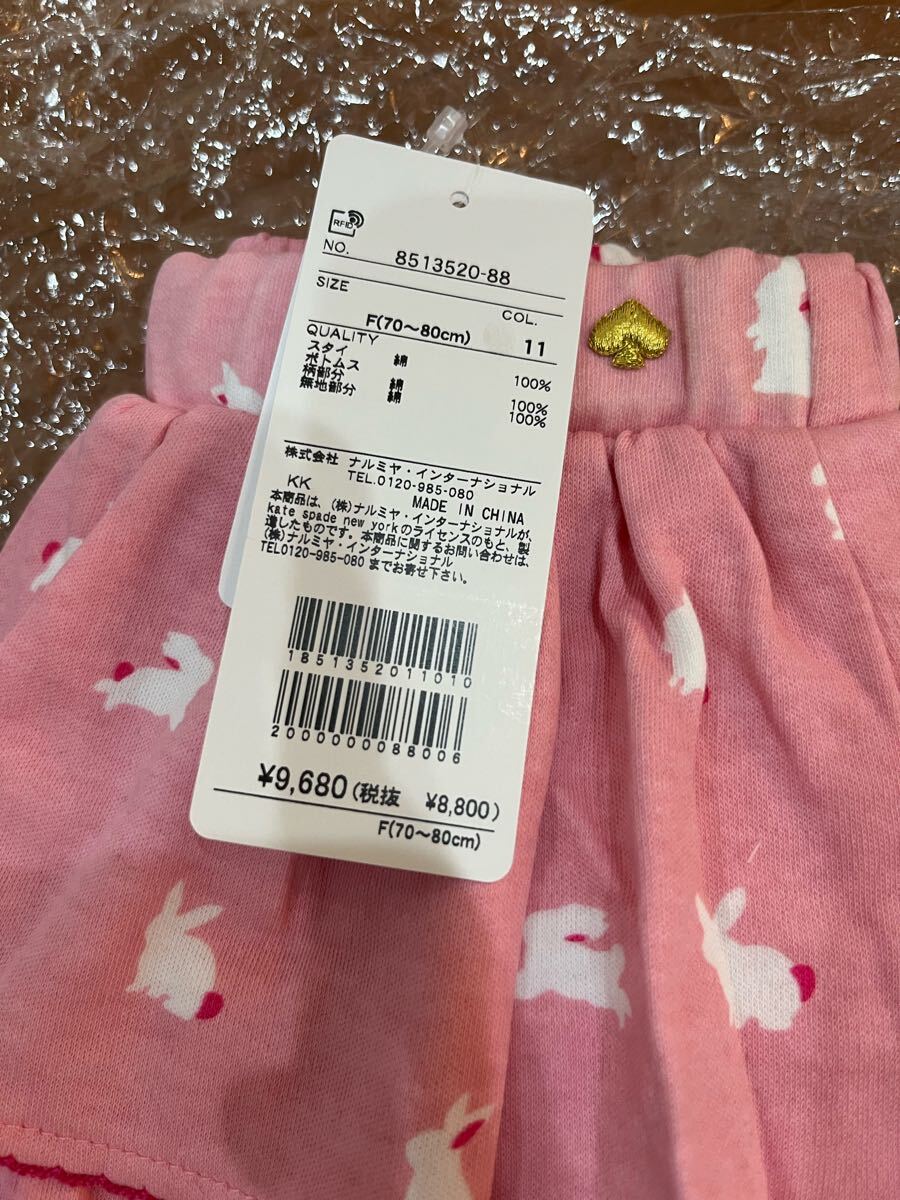 RFID
NO. 8513520-88
SIZE COL.
F(70〜80cm) 11
QUALITY
スタイ 綿 100%
ボトムス
柄部分 綿 100%
無地部分 綿 100%
株式会社 ナルミヤ・インターナショナル
TEL.0120-985-080
KK MADE IN CHINA
本商品は、(株)ナルミヤ・インターナショナルが、
kate spade new yorkのライセンスのもと、製
造したものです。本商品に関するお問い合わせは、
(株)ナルミヤ・インターナショナル
TEL0120-985-080 までお寄せ下さい。
1851352011010
2000000088006
¥9,680(税抜 ¥8,800)
F(70〜80cm)